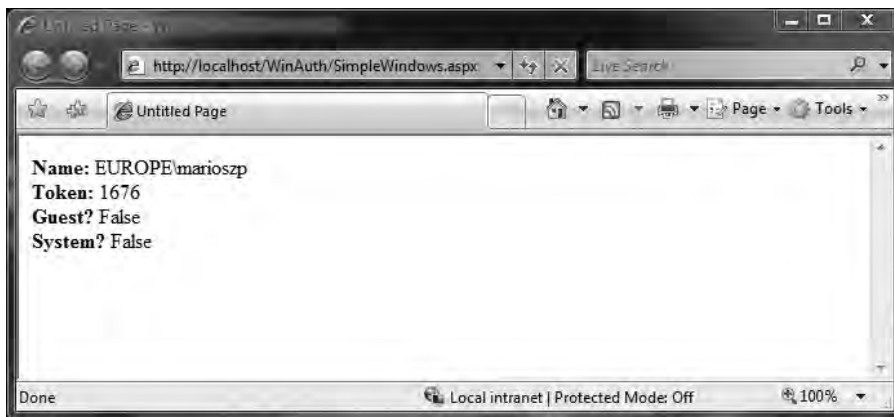 Untitled Page - Wi
http://localhost/WinAuth/SimpleWindows.aspx
Live Search
Untitled Page
Page
Tools
Name: EUROPE\marioszp
Token: 1676
Guest? False
System? False
Done
Local intranet | Protected Mode: Off
100%